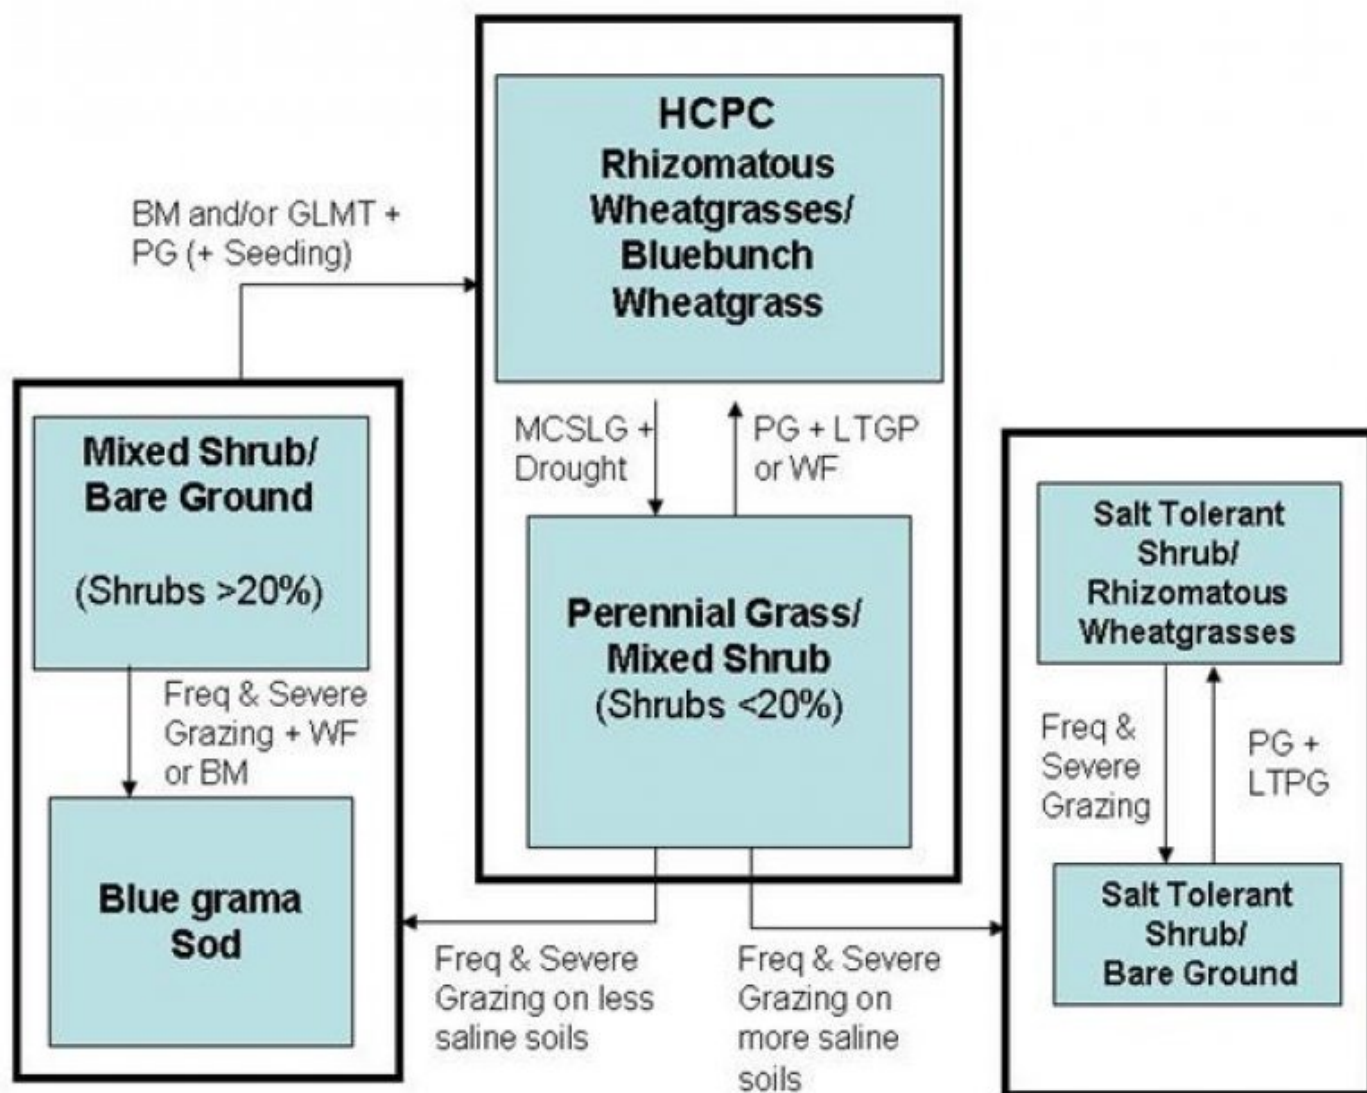 HCPC
Rhizomatous
Wheatgrasses/
Bluebunch
Wheatgrass
BM and/or GLMT +
PG (+ Seeding)
MCSLG +
Drought
PG + LTGP
or WF
Mixed Shrub/
Bare Ground
(Shrubs >20%)
Freq & Severe
Grazing + WF
or BM
Blue grama
Sod
Perennial Grass/
Mixed Shrub
(Shrubs <20%)
Salt Tolerant
Shrub/
Rhizomatous
Wheatgrasses
Freq &
Severe
Grazing
PG +
LTPG
Salt Tolerant
Shrub/
Bare Ground
Freq & Severe
Grazing on less
saline soils
Freq & Severe
Grazing on
more saline
soils